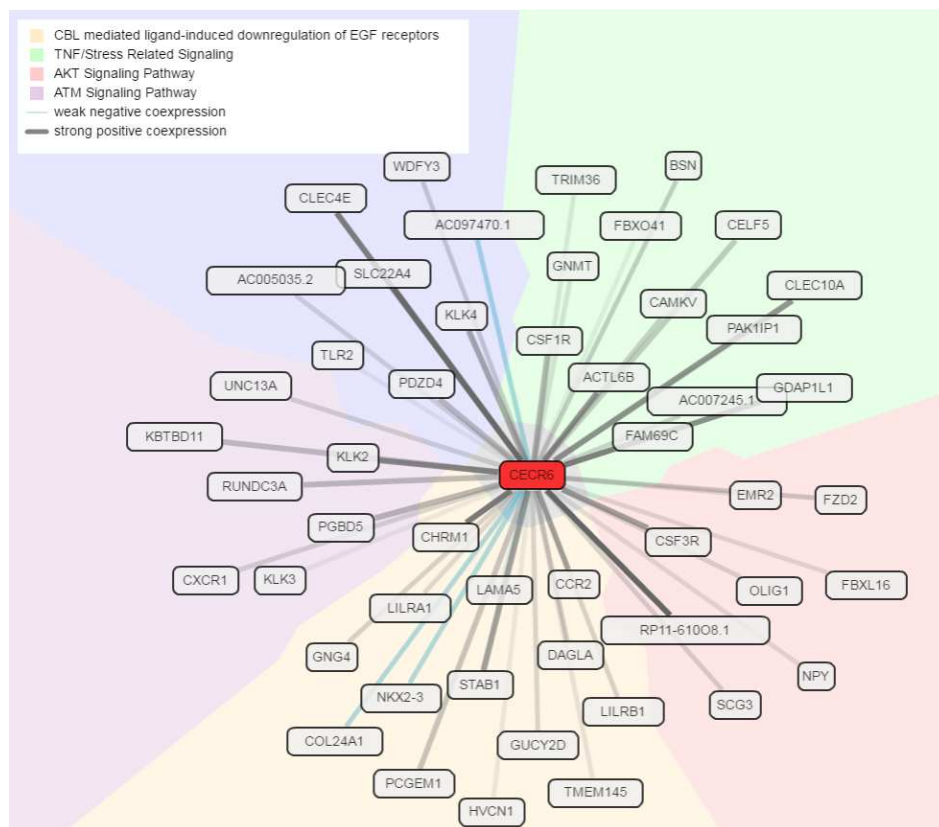 CBL mediated ligand-induced downregulation of EGF receptors
TNF/Stress Related Signaling
AKT Signaling Pathway
ATM Signaling Pathway
weak negative coexpression
strong positive coexpression
WDFY3
BSN
TRIM36
CLEC4E
AC097470.1
FBXO41
CELF5
GNMT
SLC22A4
AC005035.2
CLEC10A
CAMKV
KLK4
PAK1IP1
CSF1R
TLR2
ACTL6B
PDZD4
UNC13A
GDAP1L1
AC007245.1
KBTBD11
FAM69C
KLK2
CECR6
RUNDC3A
EMR2
FZD2
PGBD5
CHRM1
CSF3R
CXCR1
KLK3
LAMA5
CCR2
OLIG1
FBXL16
LILRA1
RP11-610O8.1
GNG4
DAGLA
NPY
STAB1
NKX2-3
SCG3
LILRB1
COL24A1
GUCY2D
PCGEM1
TMEM145
HVCN1